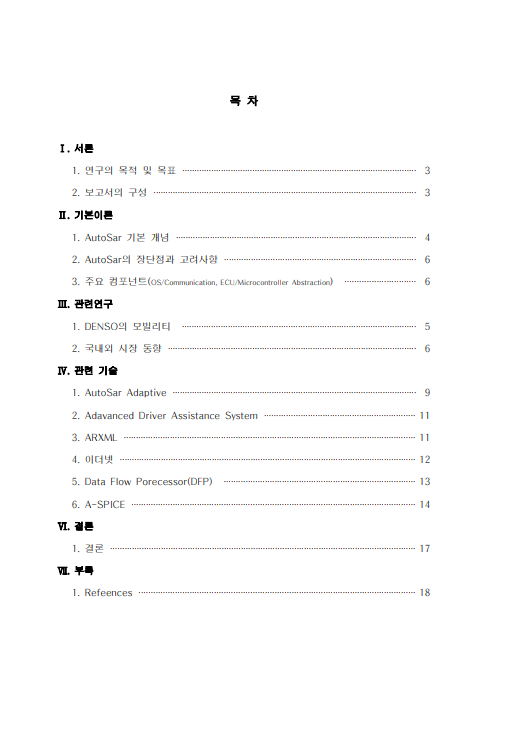 목 차
Ⅰ. 서론
1. 연구의 목적 및 목표 ················ 3
2. 보고서의 구성 ················ 3
Ⅱ. 기본이론
1. AutoSar 기본 개념 ················ 4
2. AutoSar의 장단점과 고려사항 ················ 6
3. 주요 컴포넌트(OS/Communication, ECU/Microcontroller Abstraction) ················ 6
Ⅲ. 관련연구
1. DENSO의 모빌리티 ················ 5
2. 국내외 시장 동향 ················ 6
Ⅳ. 관련 기술
1. AutoSar Adaptive ················ 9
2. Adavanced Driver Assistance System ················ 11
3. ARXML ················ 11
4. 이더넷 ················ 12
5. Data Flow Porecessor(DFP) ················ 13
6. A-SPICE ················ 14
Ⅵ. 결론
1. 결론 ················ 17
Ⅶ. 부록
1. Refeences ················ 18